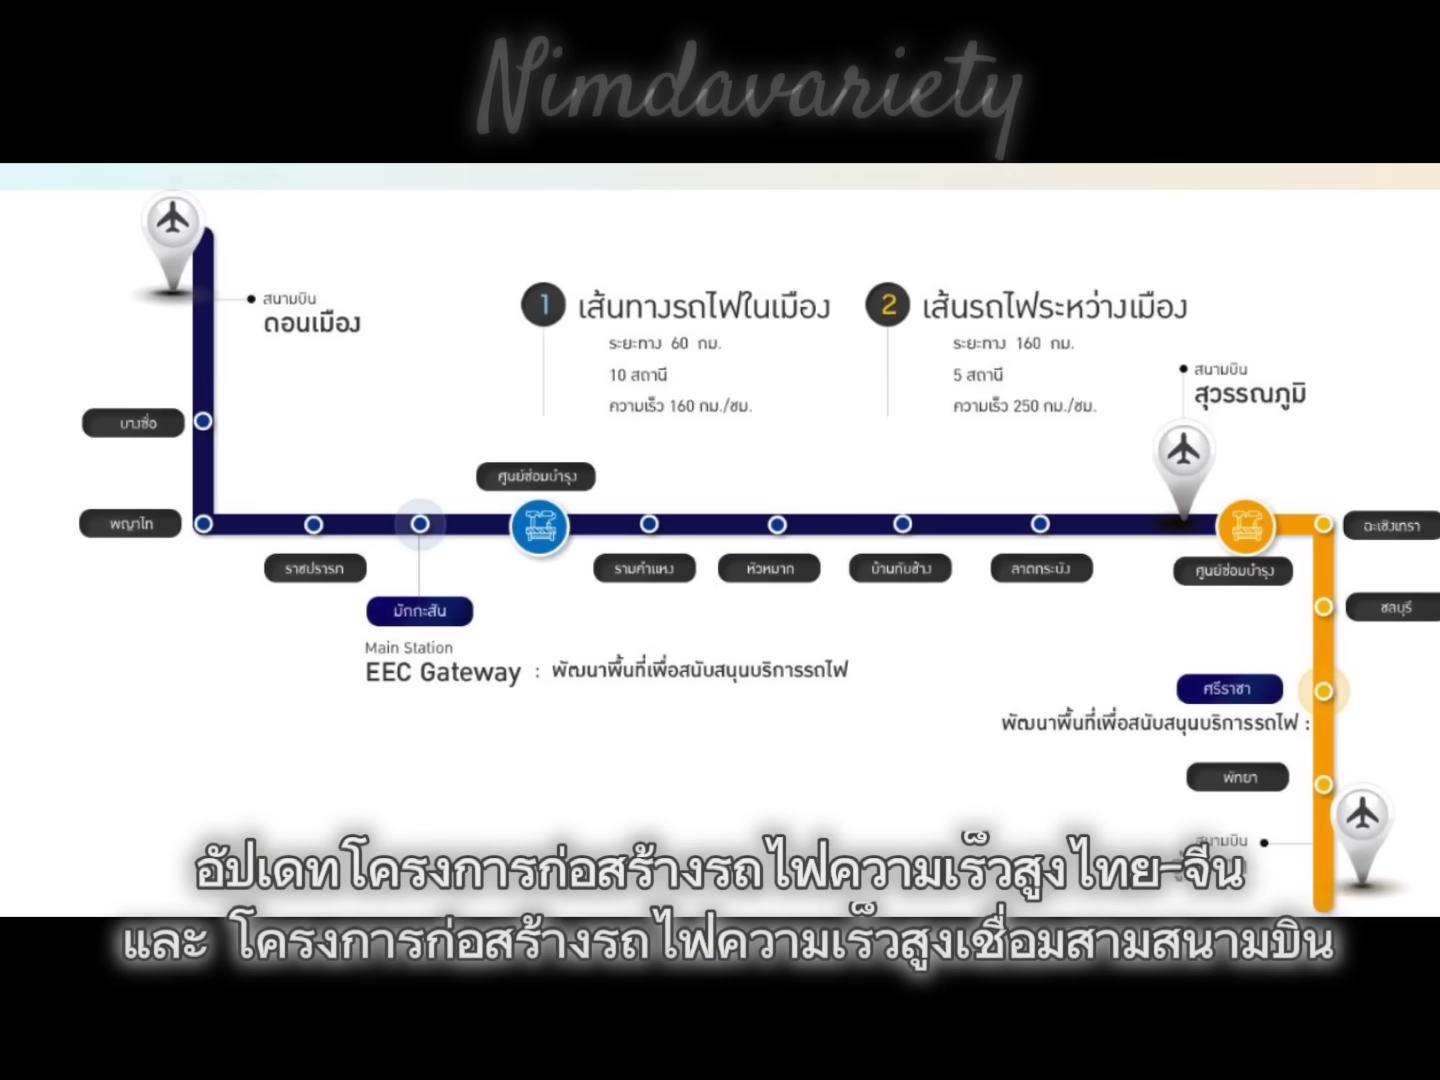 Nimdavariety
สนามบิน
ดอนเมือง
1 เส้นทางรถไฟในเมือง
ระยะทาง 60 กม.
10 สถานี
ความเร็ว 160 กม./ชม.
2 เส้นรถไฟระหว่างเมือง
ระยะทาง 160 กม.
5 สถานี
ความเร็ว 250 กม./ชม.
สนามบิน
สุวรรณภูมิ
บางซื่อ
ศูนย์ซ่อมบำรุง
พญาไท
ฉะเชิงเทรา
ราชปรารภ
รามคำแหง
หัวหมาก
บ้านทับช้าง
ลาดกระบัง
ศูนย์ซ่อมบำรุง
มักกะสัน
ชลบุรี
Main Station
EEC Gateway : พัฒนาพื้นที่เพื่อสนับสนุนบริการรถไฟ
ศรีราชา
พัฒนาพื้นที่เพื่อสนับสนุนบริการรถไฟ :
พัทยา
สนามบิน
อัปเดทโครงการก่อสร้างรถไฟความเร็วสูงไทย-จีน
และ โครงการก่อสร้างรถไฟความเร็วสูงเชื่อมสามสนามบิน